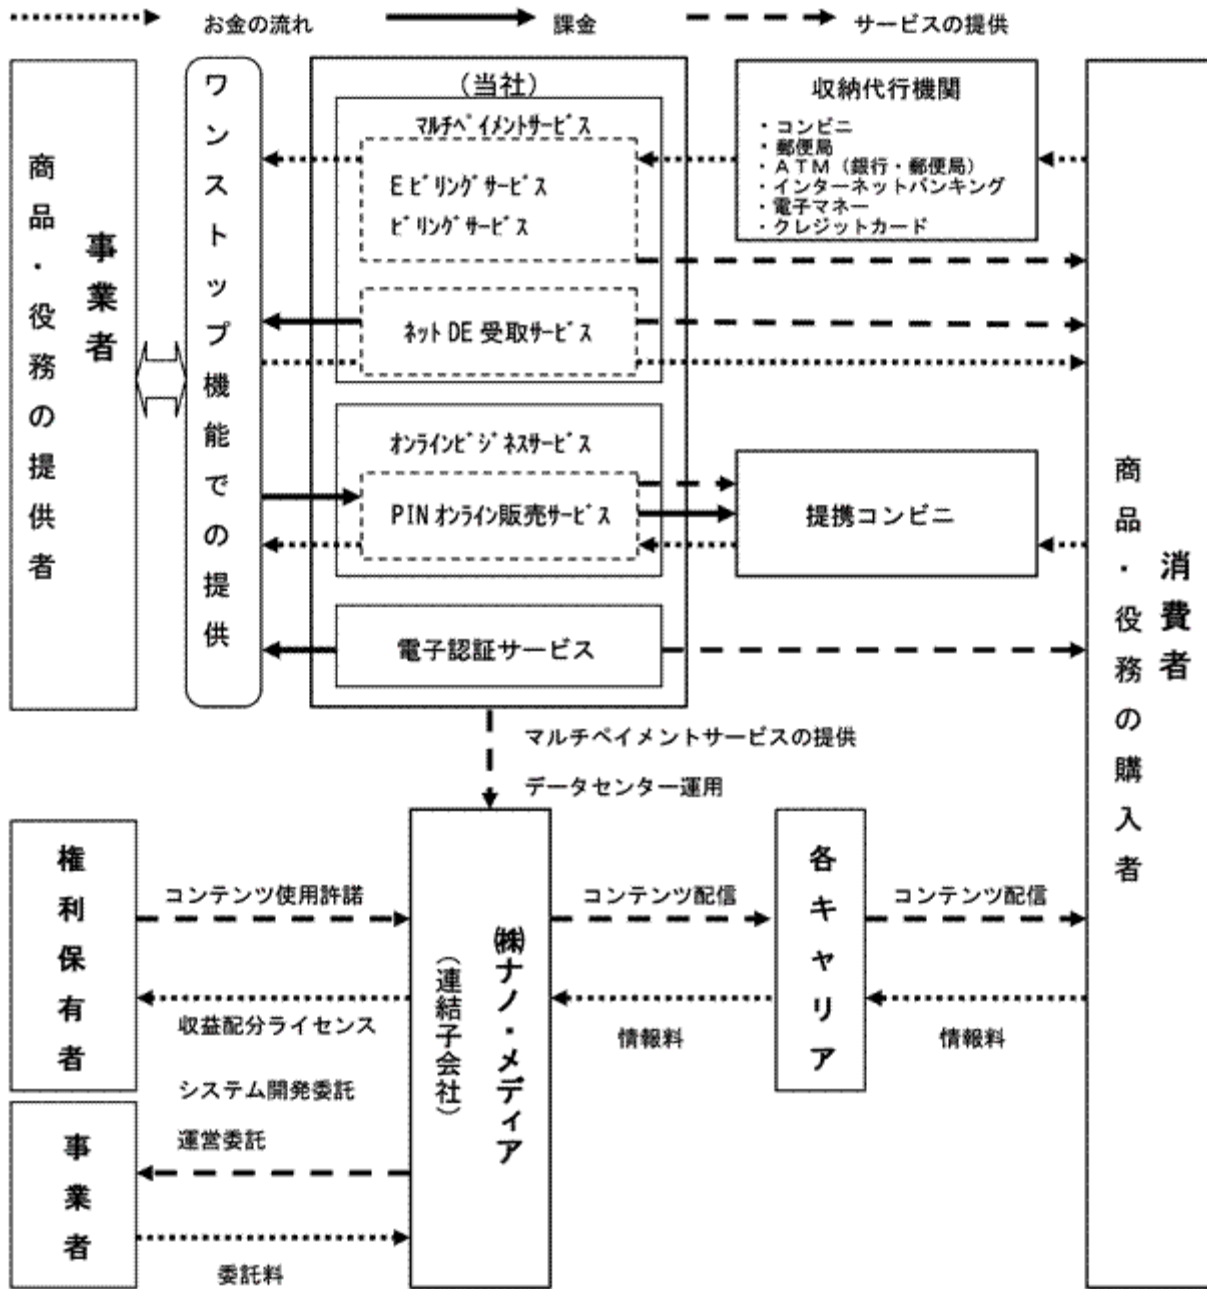 お金の流れ
課金
サービスの提供
商品・役務の提供者
事業者
ワンストップ機能での提供
(当社)
マルチペイメントサービス
Eビリングサービス
ビリングサービス
ネットDE受取サービス
オンラインビジネスサービス
PINオンライン販売サービス
電子認証サービス
収納代行機関
・コンビニ
・郵便局
・ATM(銀行・郵便局)
・インターネットバンキング
・電子マネー
・クレジットカード
提携コンビニ
消費者
商品・役務の購入者
マルチペイメントサービスの提供
データセンター運用
権利保有者
コンテンツ使用許諾
収益配分ライセンス
システム開発委託
運営委託
事業者
委託料
㈱ナノ・メディア
(連結子会社)
コンテンツ配信
情報料
各キャリア
コンテンツ配信
情報料